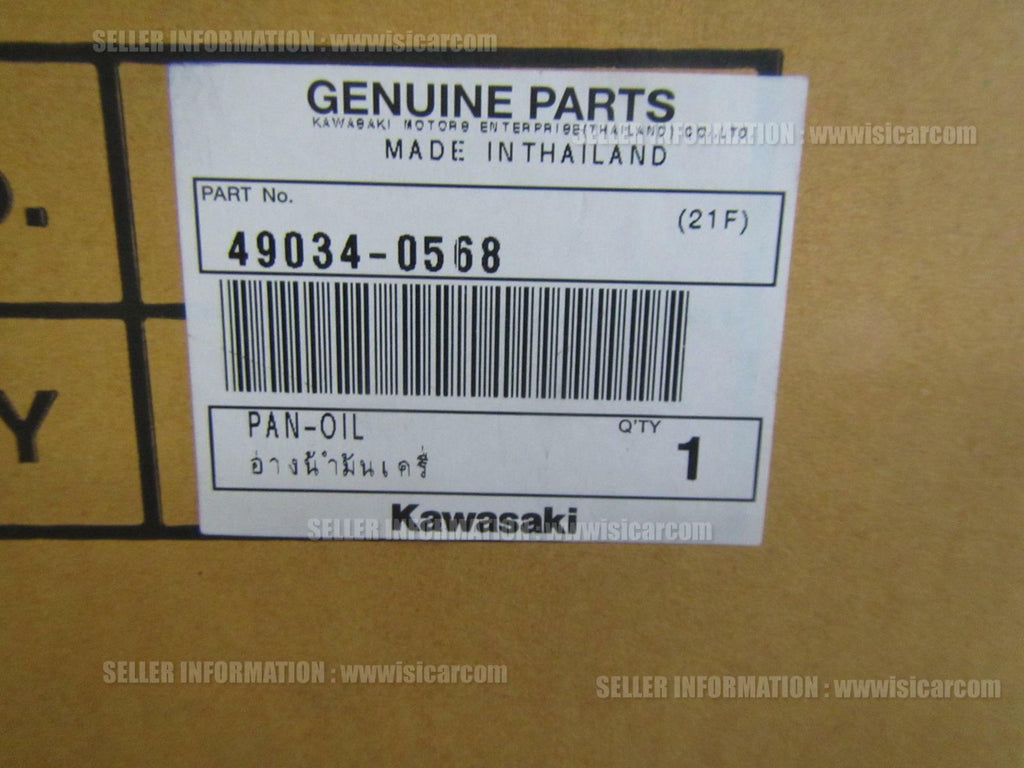 SELLER INFORMATION : wwwisicarcom
GENUINE PARTS
KAWASAKI MOTORS ENTERPRISE(THAILAND) CO.,LTD.
SELLER INFORMATION : wwwisicarcom
MADE IN THAILAND
PART No.
(21F)
49034-0568
PAN-OIL
Q'TY
1
อ่างน้ำมันเครื่
Kawasaki
SELLER INFORMATION : wwwisicarcom
SELLER INFORMATION : wwwisicarcom
SELLER INFORMATION : wwwisicarcom